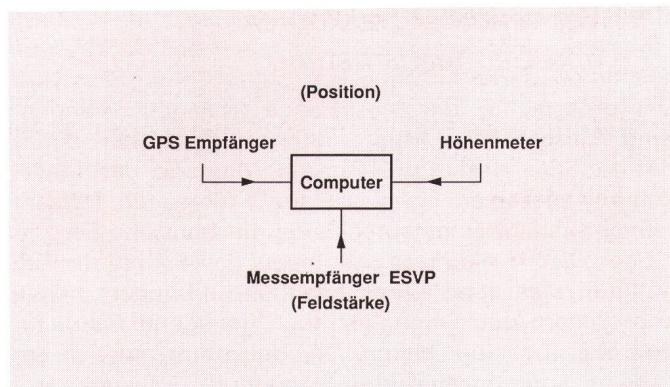 (Position)
GPS Empfänger
Höhenmeter
Computer
Messempfänger ESVP
(Feldstärke)